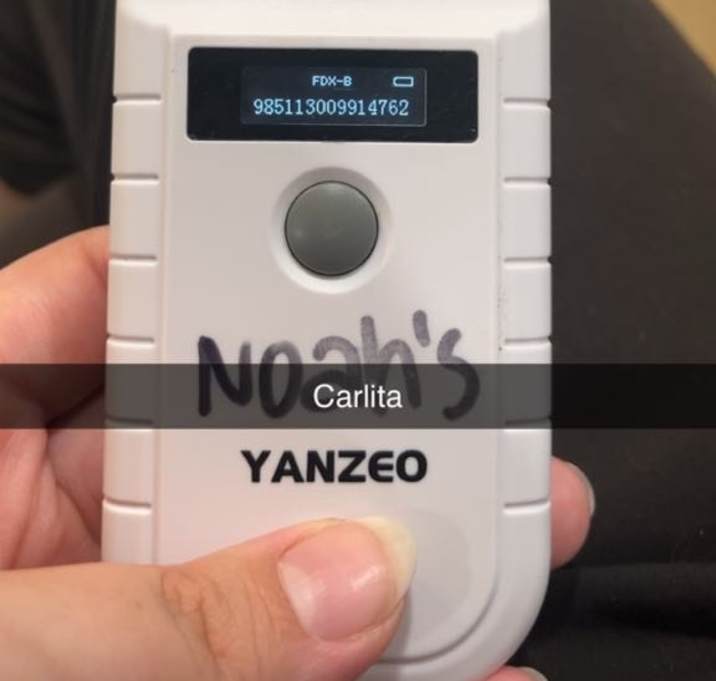 FDX-B
985113009914762
Noah's
Carlita
YANZEO